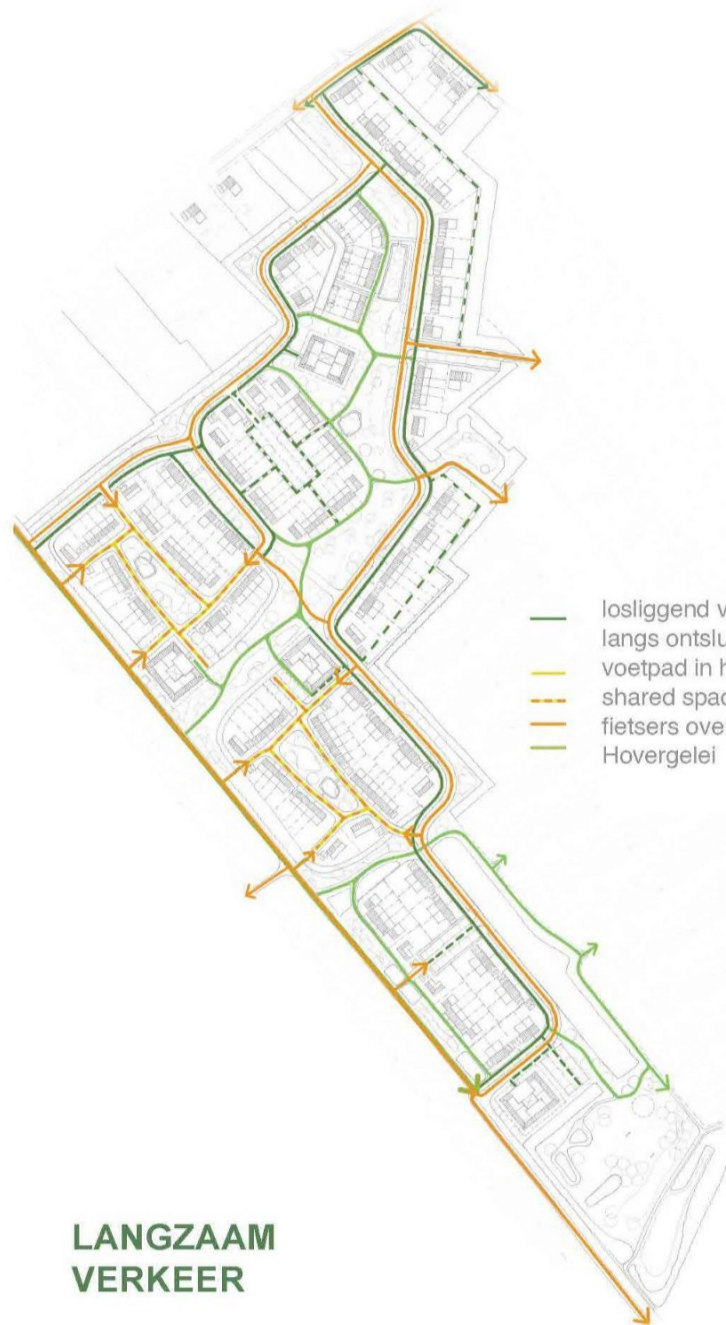 losliggend v
langs ontslu
voetpad in h
shared spac
fietsers ove
Hovergelei
LANGZAAM
VERKEER